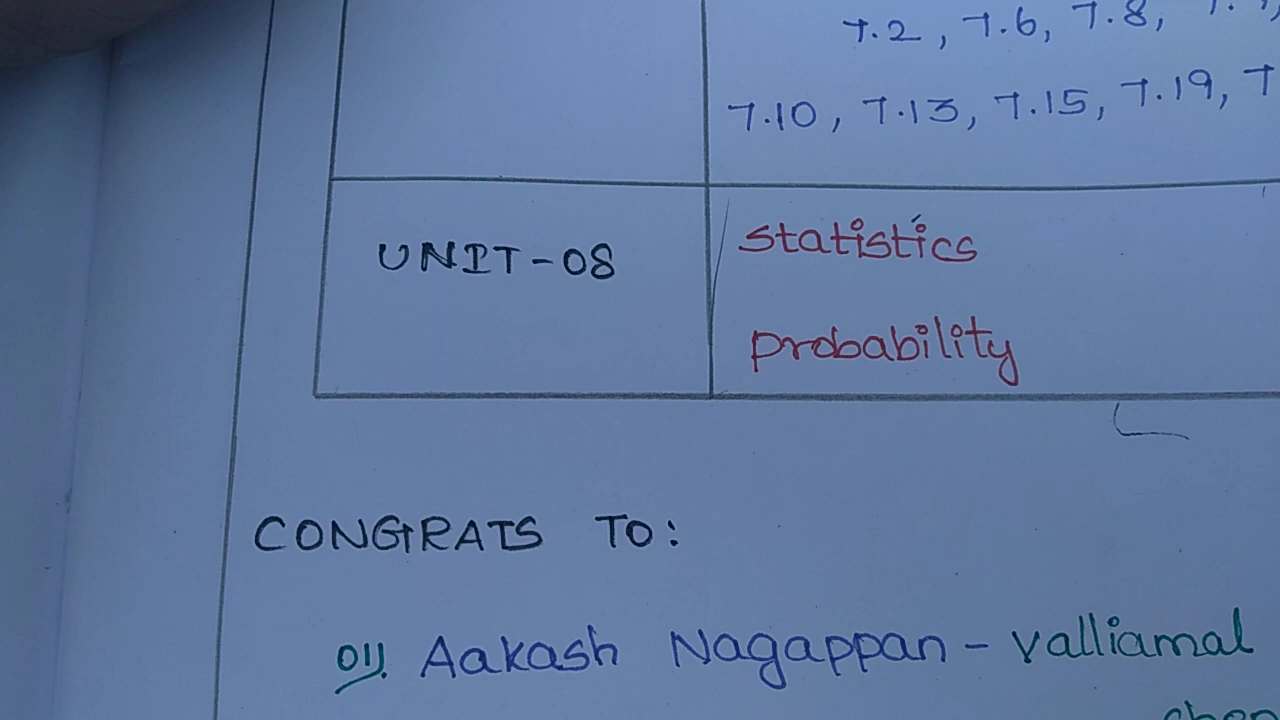 7.2, 7.6, 7.8,
7.10, 7.13, 7.15, 7.19,
UNIT-08
statistics
probability
CONGRATS TO:
01). Aakash Nagappan - Valliamal